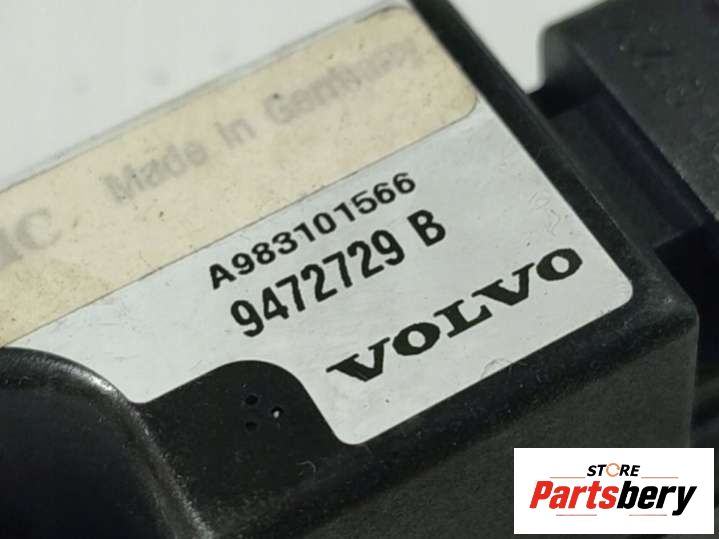 Made in Germany
A983101566
9472729 B
VOLVO
STORE
Partsbery